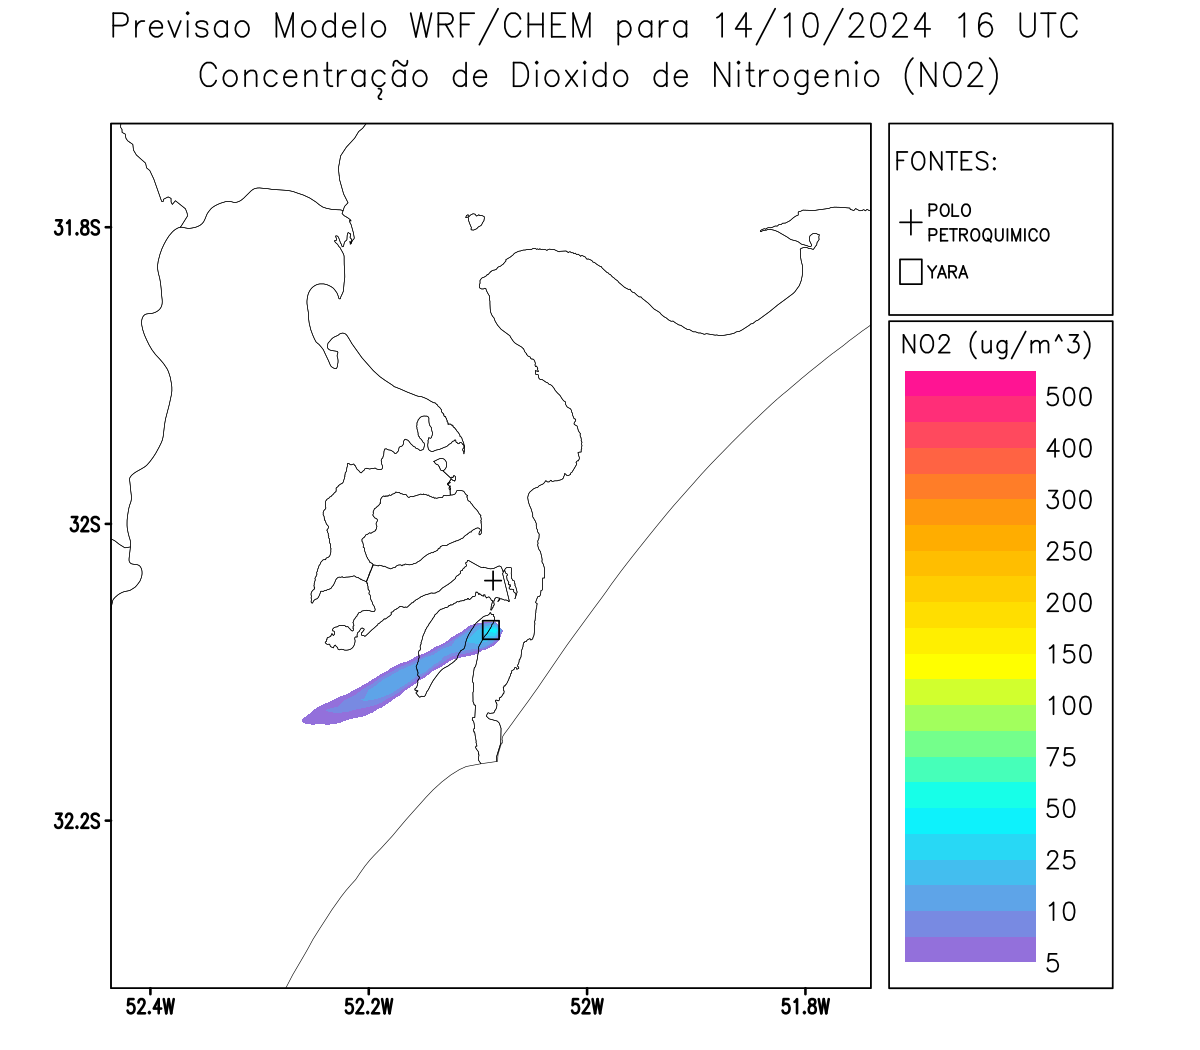 Previsao Modelo WRF/CHEM para 14/10/2024 16 UTC
Concentração de Dioxido de Nitrogenio (NO2)
FONTES:
POLO
PETROQUIMICO
YARA
NO2 (ug/m^3)
500
400
300
250
200
150
100
75
50
25
10
5
31.8S
32S
32.2S
52.4W
52.2W
52W
51.8W